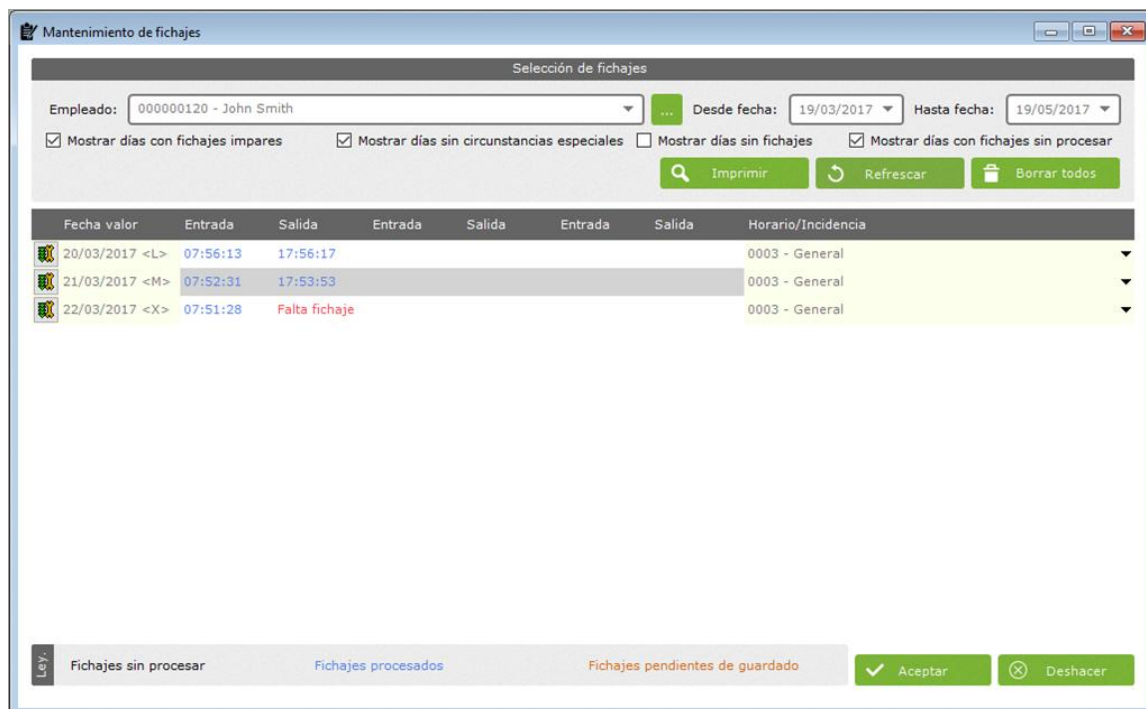 Mantenimiento de fichajes
Selección de fichajes
Empleado: 000000120 - John Smith ... Desde fecha: 19/03/2017 Hasta fecha: 19/05/2017
Mostrar días con fichajes impares Mostrar días sin circunstancias especiales Mostrar días sin fichajes Mostrar días con fichajes sin procesar
Imprimir Refrescar Borrar todos
Fecha valor Entrada Salida Entrada Salida Entrada Salida Horario/Incidencia
20/03/2017 <L> 07:56:13 17:56:17 0003 - General
21/03/2017 <M> 07:52:31 17:53:53 0003 - General
22/03/2017 <X> 07:51:28 Falta fichaje 0003 - General
Ley. Fichajes sin procesar Fichajes procesados Fichajes pendientes de guardado Aceptar Deshacer